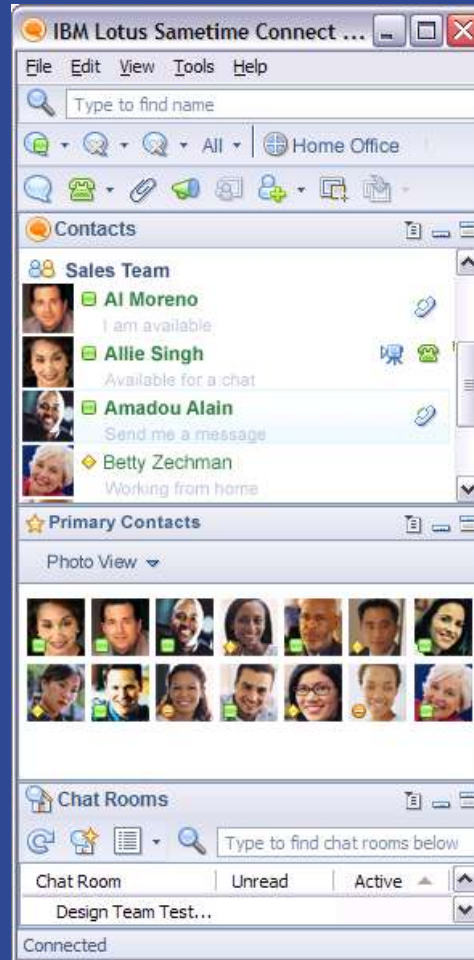 IBM Lotus Sametime Connect ...
File Edit View Tools Help
Type to find name
All Home Office
Contacts
Sales Team
Al Moreno
I am available
Allie Singh
Available for a chat
Amadou Alain
Send me a message
Betty Zechman
Working from home
Primary Contacts
Photo View
Chat Rooms
Type to find chat rooms below
Chat Room Unread Active
Design Team Test...
Connected